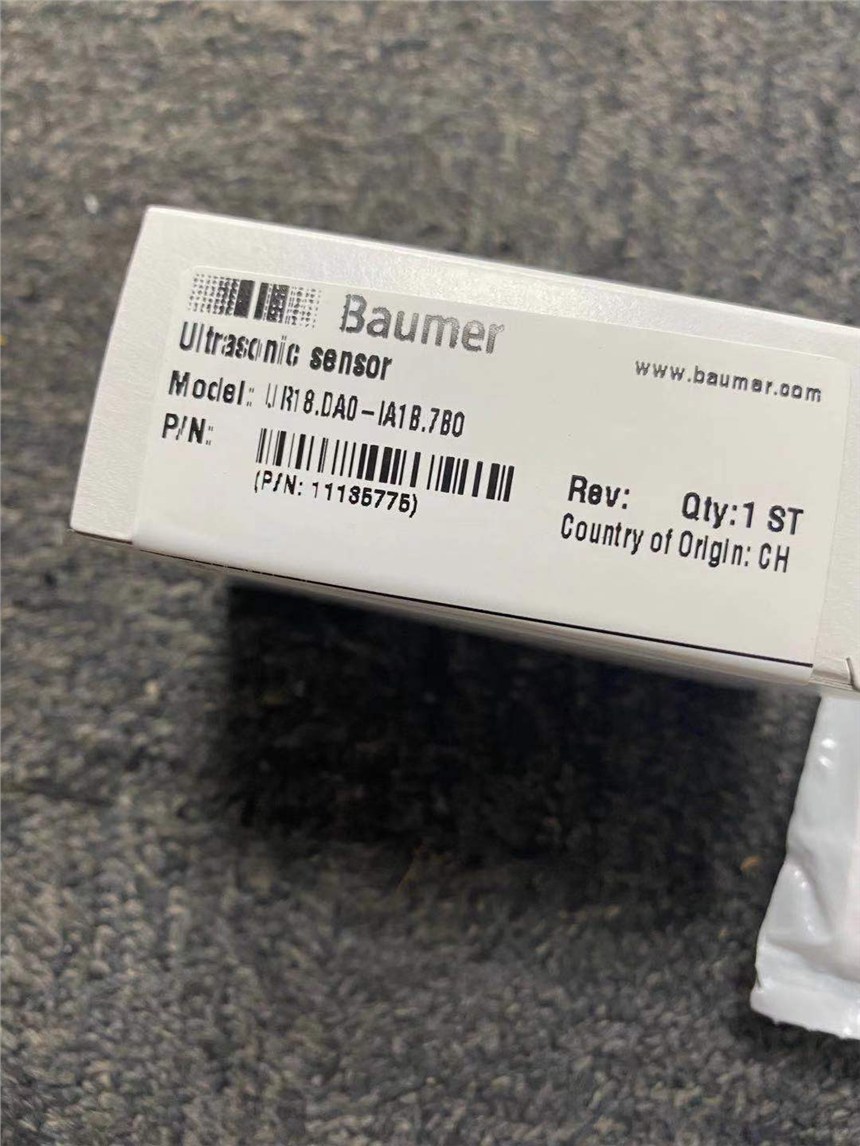 Baumer
Ultrasonic sensor
www.baumer.com
Model: UR18.DA0-IA1B.7BO
P/N:
(P/N: 11135775)
Rev: Qty:1 ST
Country of Origin: CH